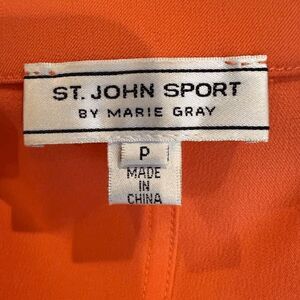 ST. JOHN SPORT
BY MARIE GRAY
P
MADE
IN
CHINA